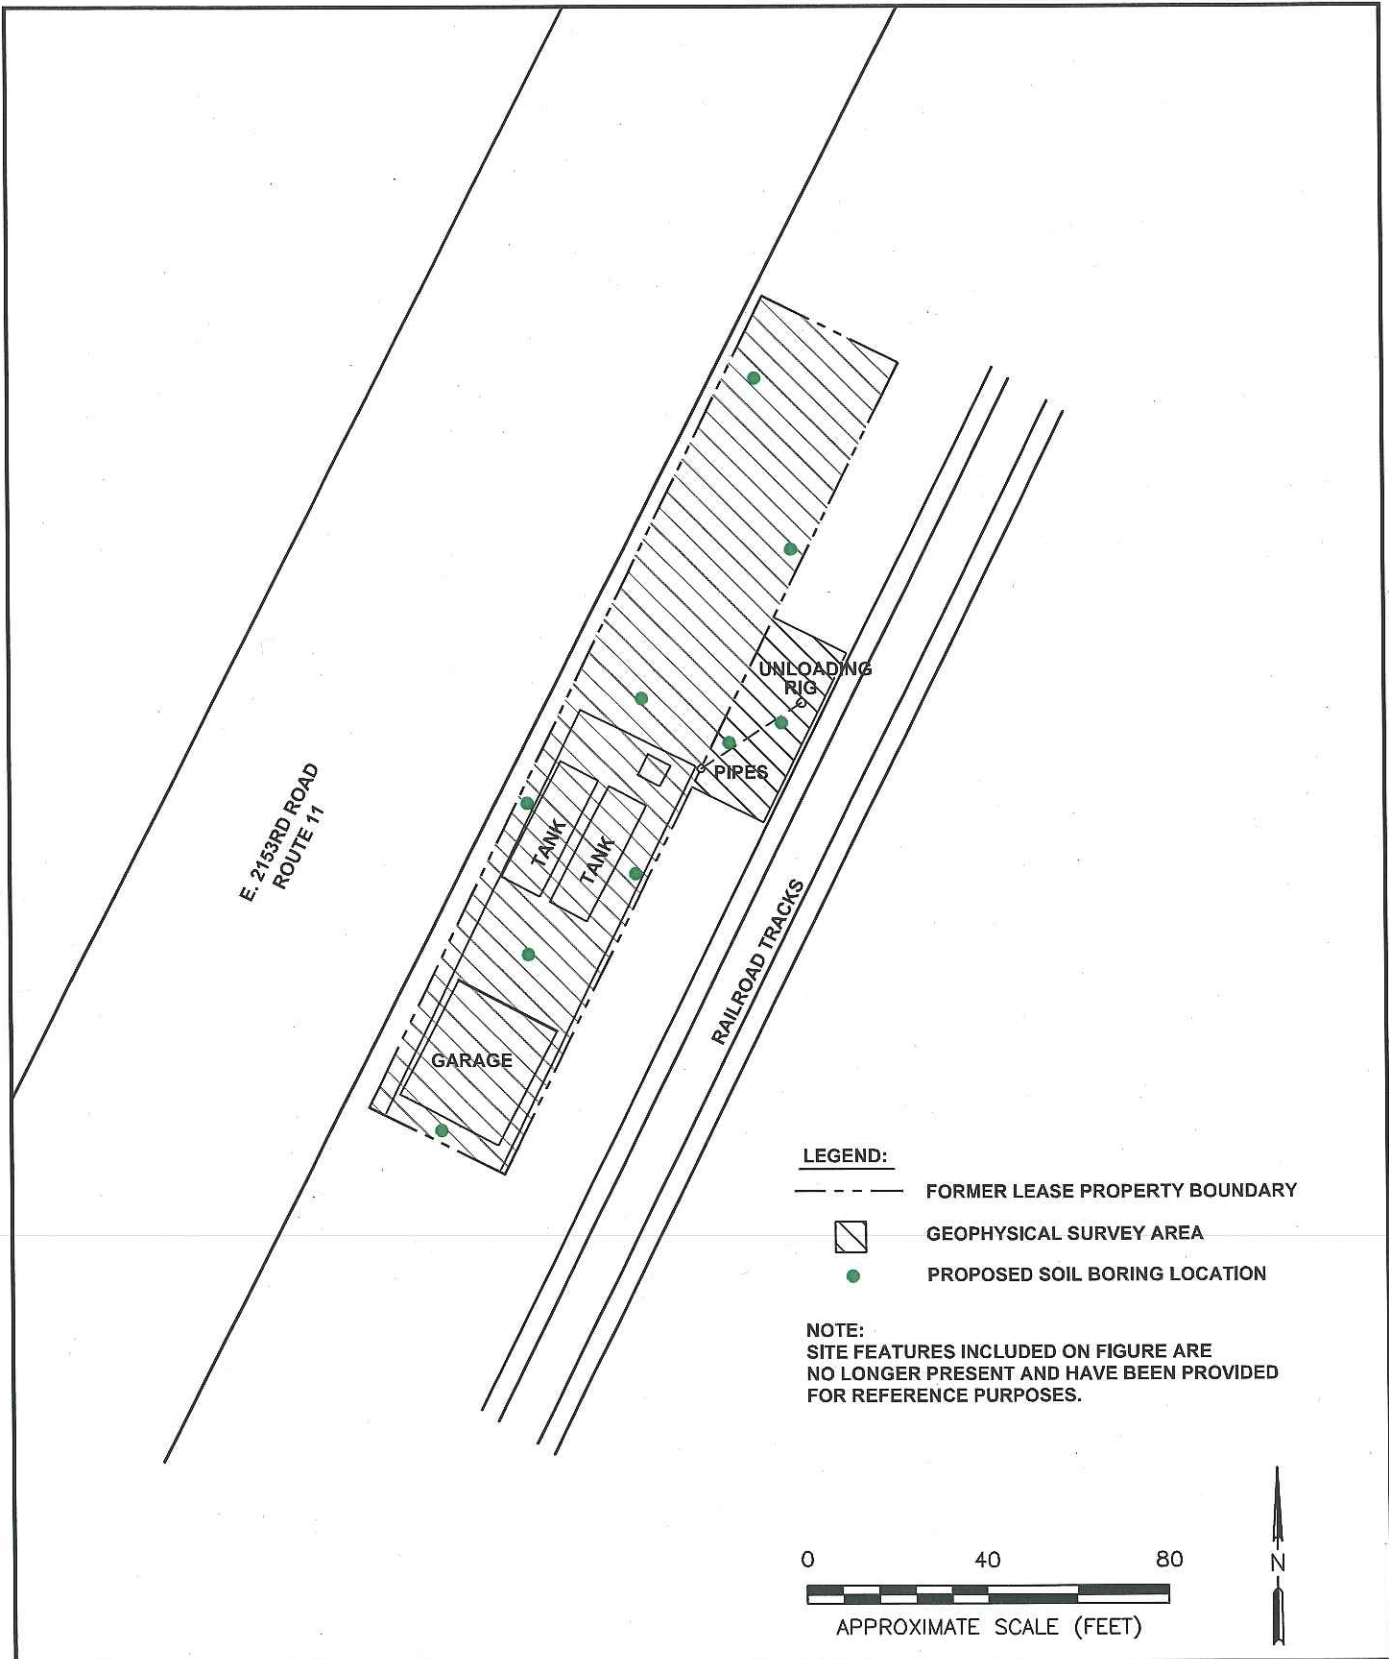 UNLOADING
RIG
PIPES
TANK
TANK
E. 2153RD ROAD
ROUTE 11
RAILROAD TRACKS
GARAGE
LEGEND:
FORMER LEASE PROPERTY BOUNDARY
GEOPHYSICAL SURVEY AREA
PROPOSED SOIL BORING LOCATION
NOTE:
SITE FEATURES INCLUDED ON FIGURE ARE
NO LONGER PRESENT AND HAVE BEEN PROVIDED
FOR REFERENCE PURPOSES.
0 40 80
APPROXIMATE SCALE (FEET)
N